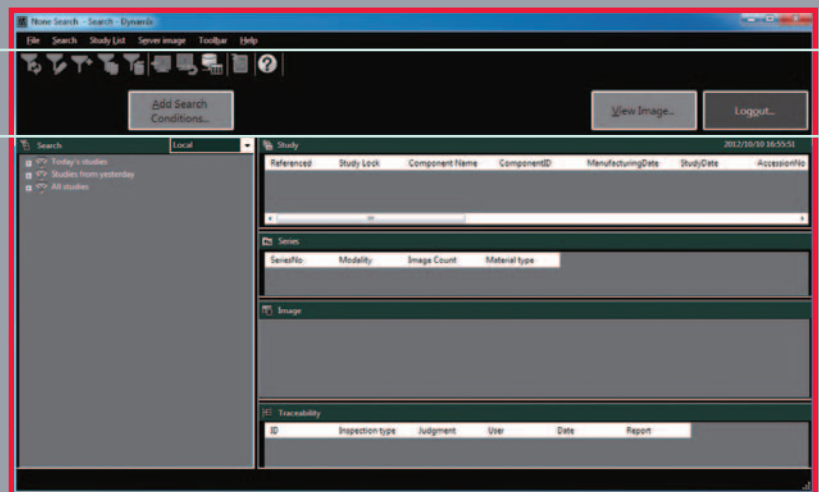 None Search - Search - Dynamix
File Search Study List Server image Toolbar Help
Add Search Conditions...
View Image...
Logout...
Search Local
Today's studies
Studies from yesterday
All studies
Study 2012/10/10 16:55:51
Referenced Study Lock Component Name ComponentID ManufacturingDate StudyDate AccessionNo
Series
SeriesNo Modality Image Count Material type
Image
Traceability
ID Inspection type Judgment User Date Report